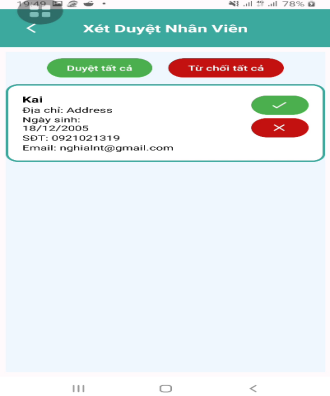 19:49
78%
Xét Duyệt Nhân Viên
Duyệt tất cả
Từ chối tất cả
Kai
Địa chỉ: Address
Ngày sinh:
18/12/2005
SĐT: 0921021319
Email: nghialnt@gmail.com